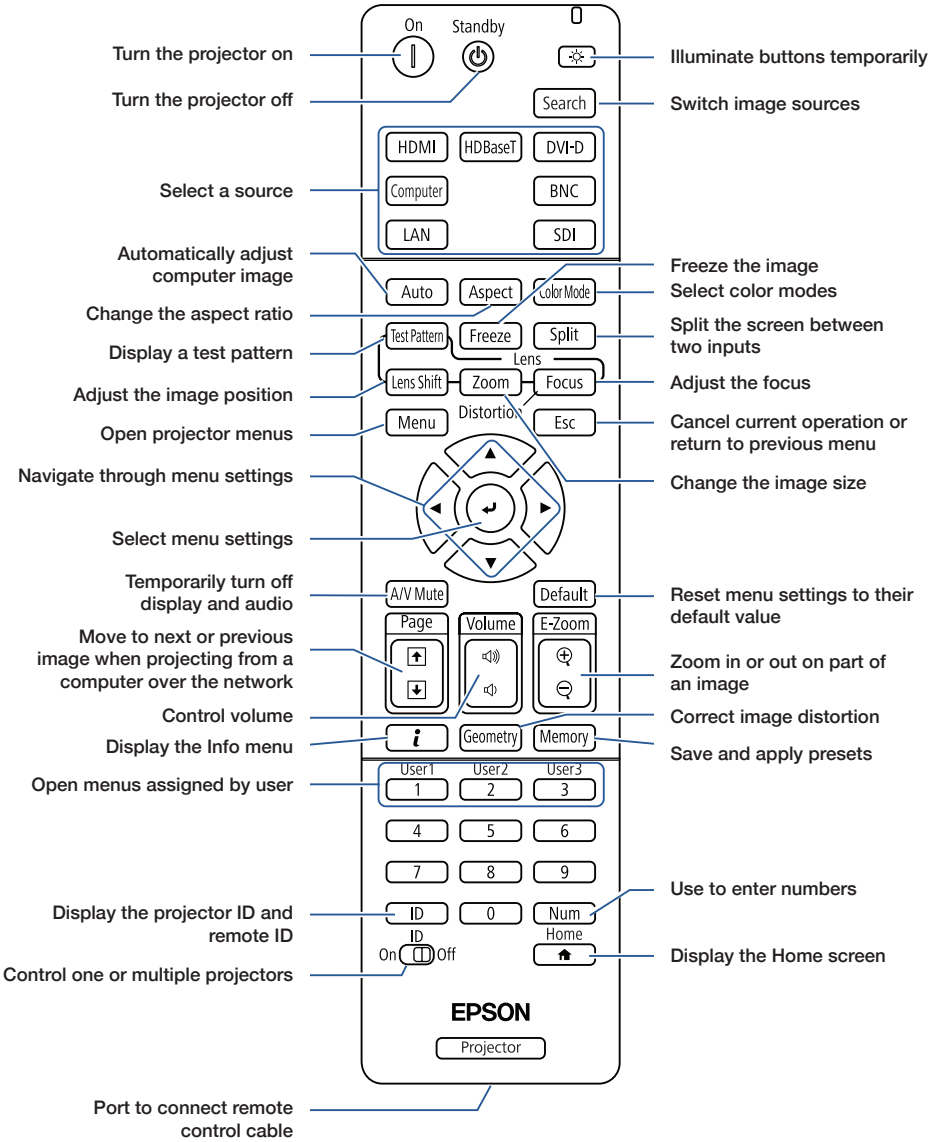 On
Standby
Turn the projector on
Illuminate buttons temporarily
Turn the projector off
Search
Switch image sources
HDMI
HDBaseT
DVI-D
Select a source
Computer
BNC
LAN
SDI
Automatically adjust
computer image
Freeze the image
Auto
Aspect
Color Mode
Select color modes
Change the aspect ratio
Test Pattern
Freeze
Split
Split the screen between
two inputs
Display a test pattern
Lens
Adjust the image position
Lens Shift
Zoom
Focus
Adjust the focus
Distortion
Open projector menus
Menu
Esc
Cancel current operation or
return to previous menu
Navigate through menu settings
Change the image size
Select menu settings
Temporarily turn off
display and audio
A/V Mute
Default
Reset menu settings to their
default value
Page
Volume
E-Zoom
Move to next or previous
image when projecting from a
computer over the network
Zoom in or out on part of
an image
Control volume
Correct image distortion
Display the Info menu
i
Geometry
Memory
Save and apply presets
Open menus assigned by user
User1
User2
User3
1
2
3
4
5
6
7
8
9
Use to enter numbers
Display the projector ID and
remote ID
ID
0
Num
ID
Home
On
Off
Display the Home screen
Control one or multiple projectors
EPSON
Projector
Port to connect remote
control cable